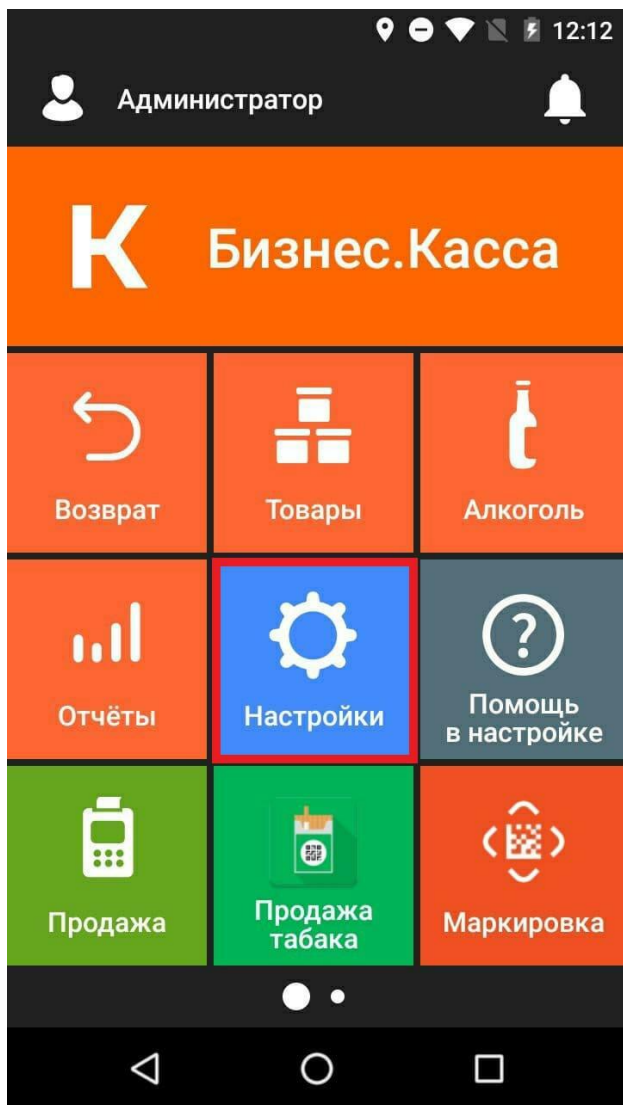 12:12
Администратор
К Бизнес.Касса
Возврат
Товары
Алкоголь
Отчёты
Настройки
Помощь
в настройке
Продажа
Продажа
табака
Маркировка